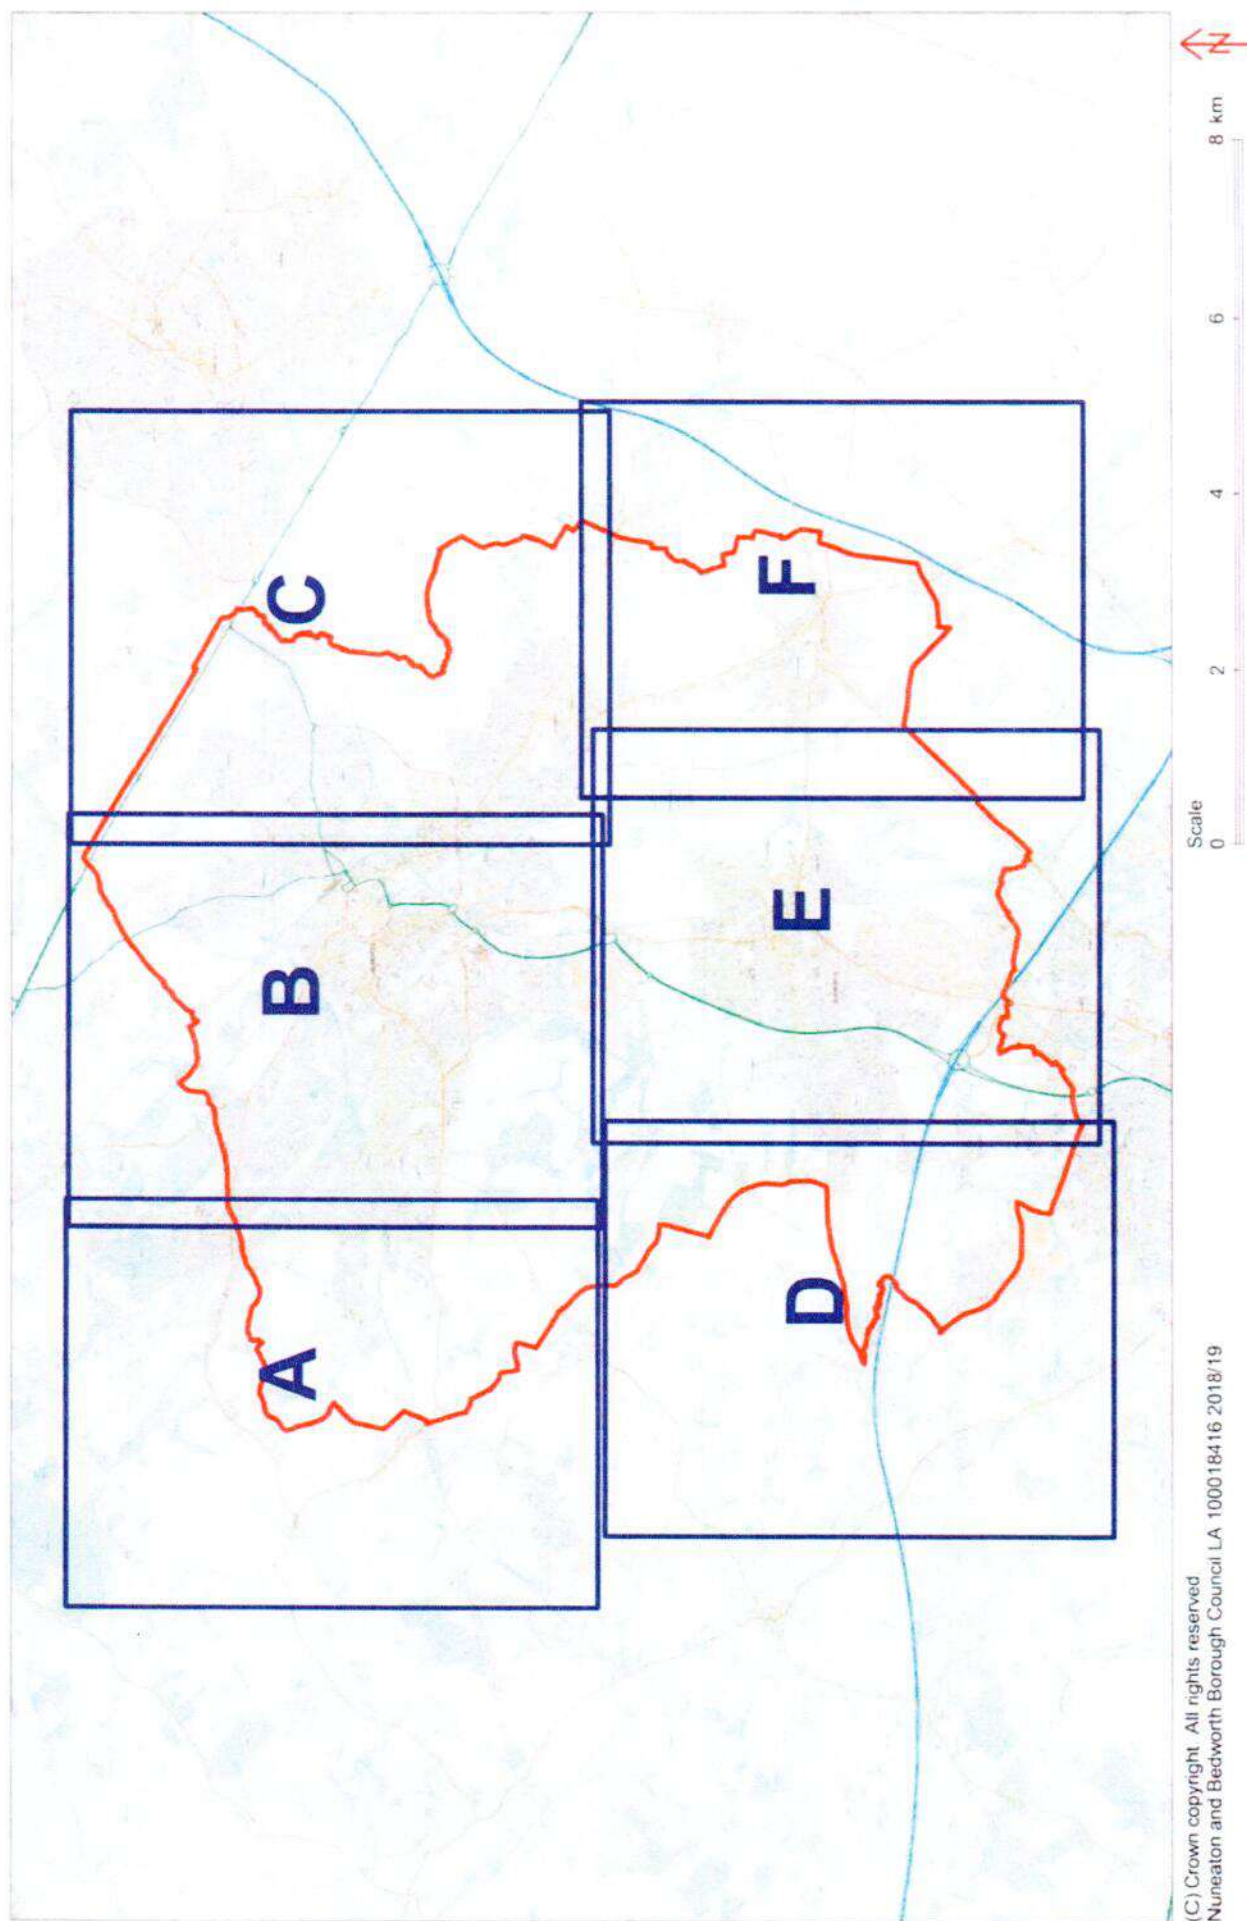 A
B
C
D
E
F
N
Scale
0 2 4 6 8 km
(C) Crown copyright All rights reserved
Nuneaton and Bedworth Borough Council LA 100018416 2018/19